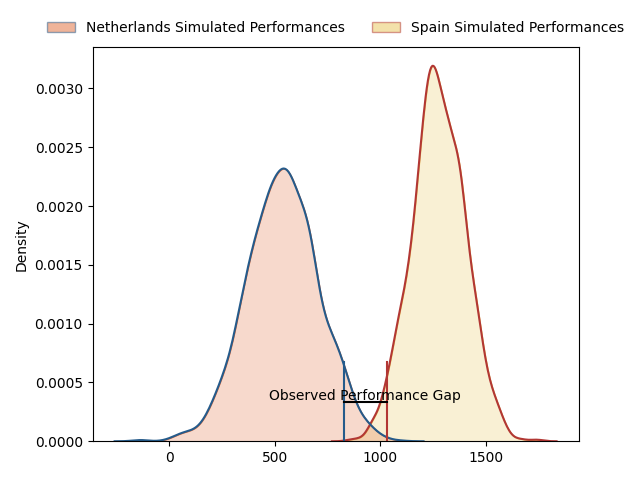 Netherlands Simulated Performances
Spain Simulated Performances
0.0030
0.0025
0.0020
0.0015
0.0010
0.0005
0.0000
Density
Observed Performance Gap
0
500
1000
1500